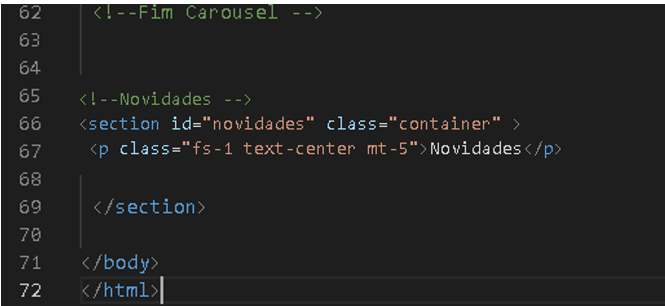 62 <!--Fim Carousel -->
63
64
65 <!--Novidades -->
66 <section id="novidades" class="container" >
67 <p class="fs-1 text-center mt-5">Novidades</p>
68
69 </section>
70
71 </body>
72 </html>